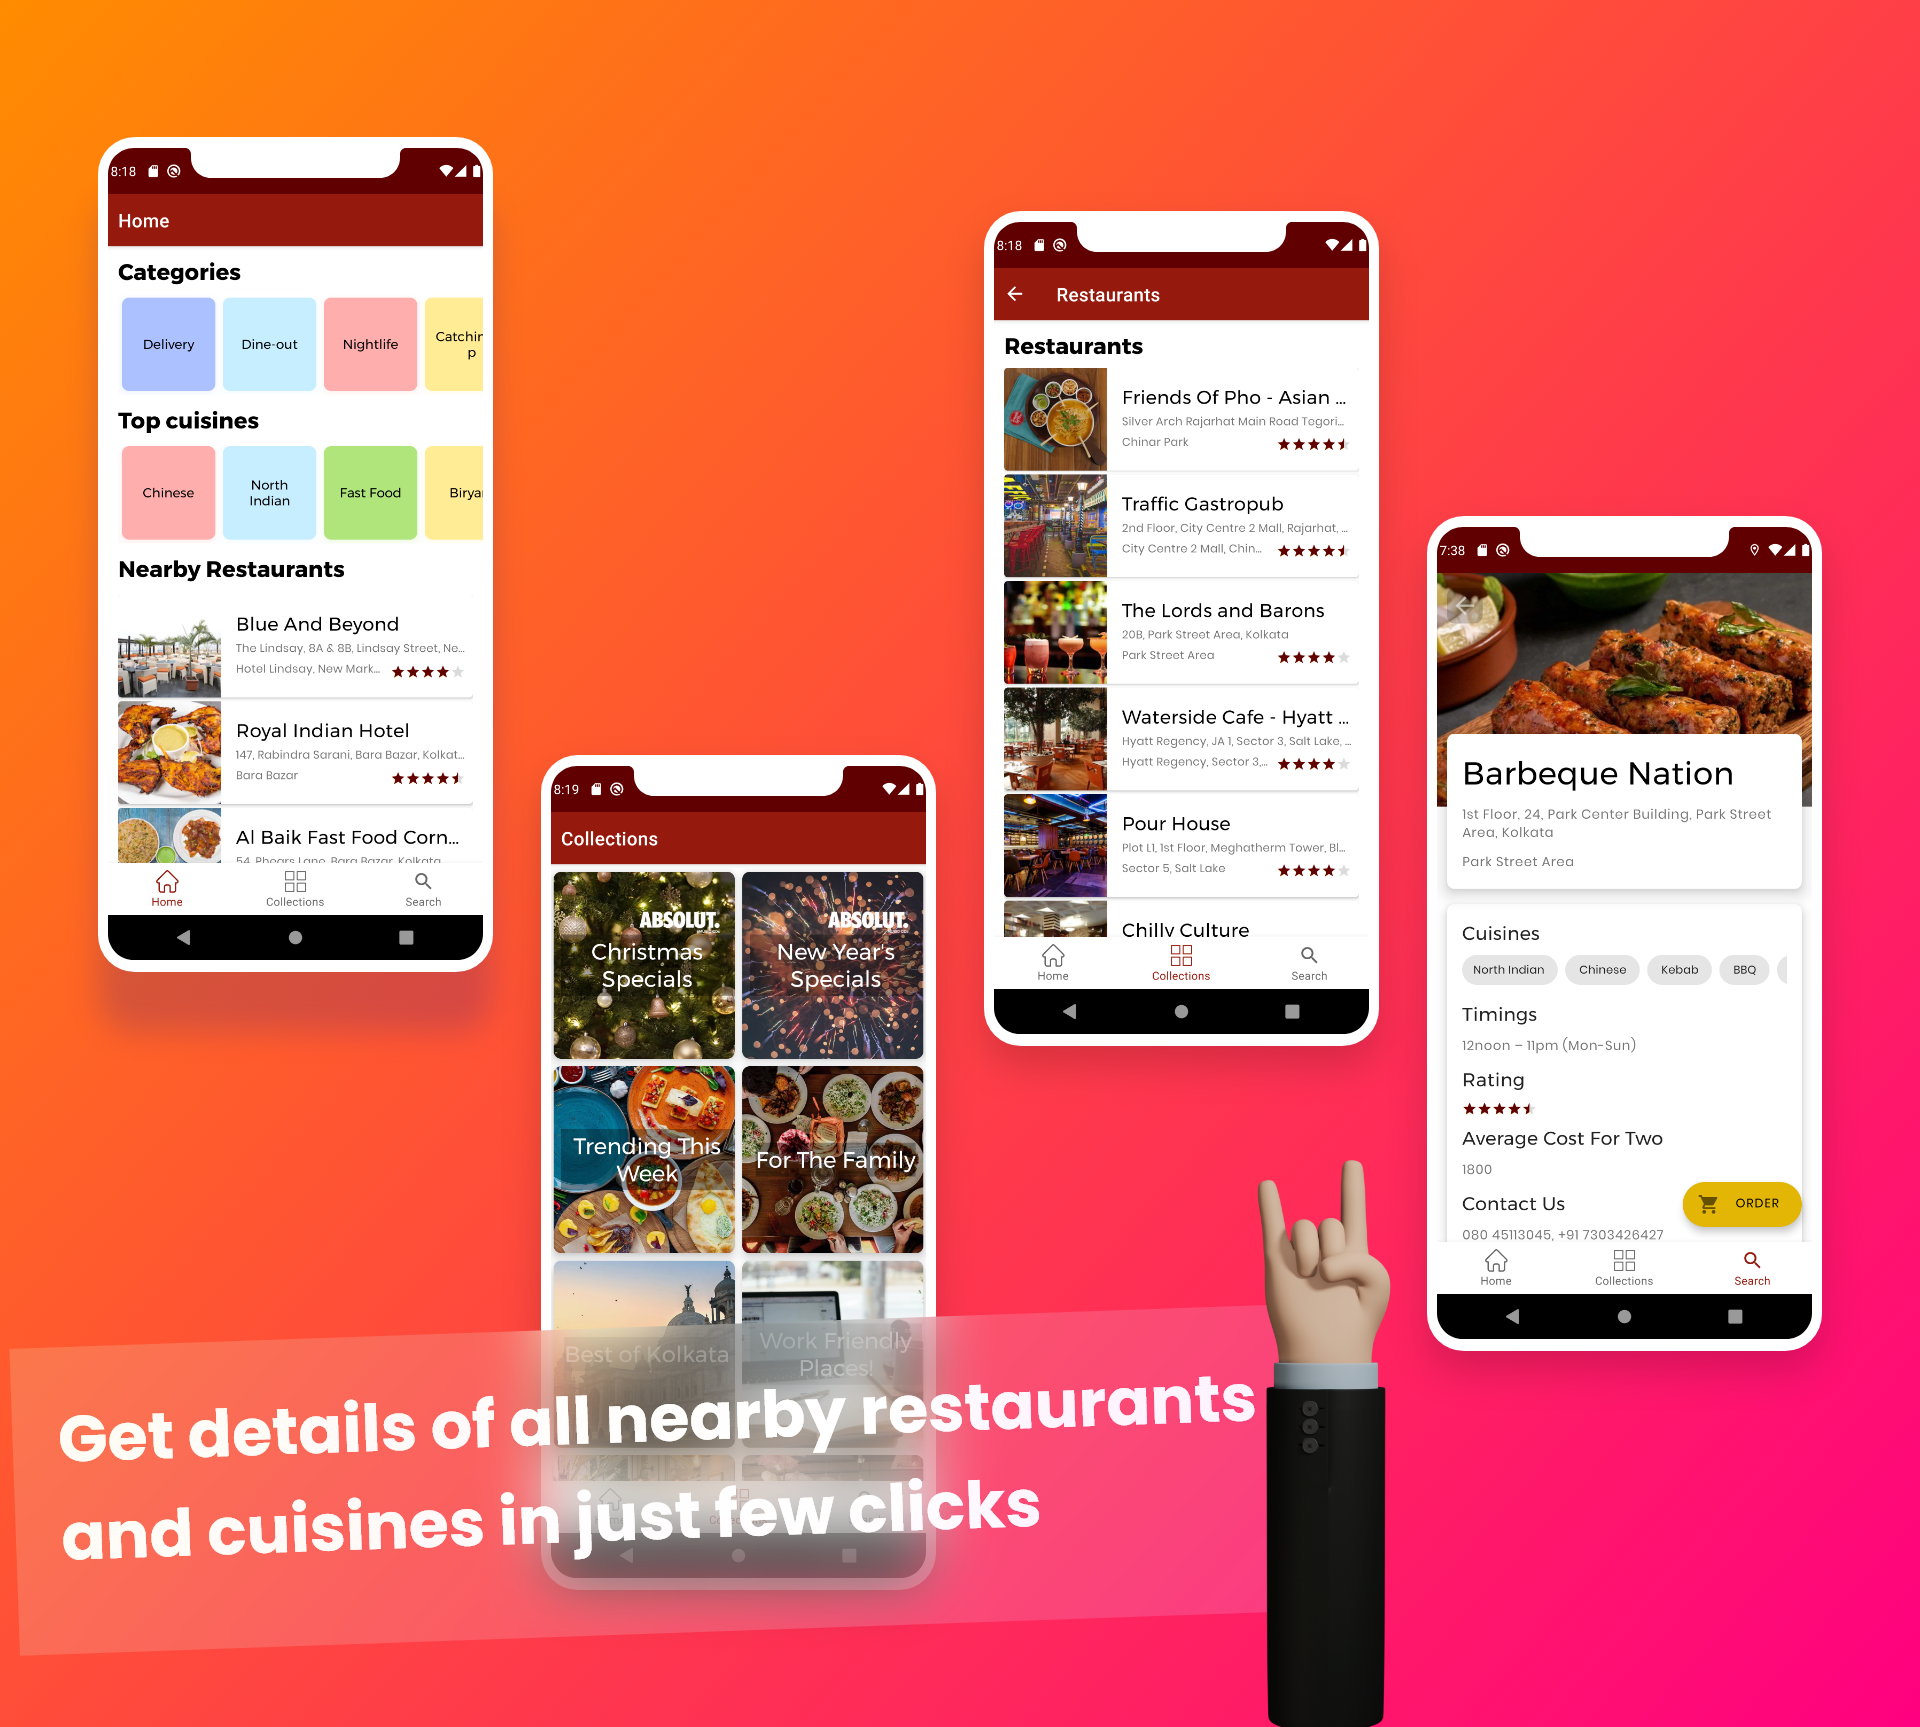 8:18
Home
Categories
Delivery
Dine-out
Nightlife
Catchin
p
Top cuisines
Chinese
North
Indian
Fast Food
Birya
Nearby Restaurants
Blue And Beyond
The Lindsay, 8A & 8B, Lindsay Street, Ne...
Hotel Lindsay, New Mark...
Royal Indian Hotel
147, Rabindra Sarani, Bara Bazar, Kolkat...
Bara Bazar
Al Baik Fast Food Corn...
54, Phears Lane, Bara Bazar, Kolkata
Home
Collections
Search
8:19
Collections
ABSOLUT.
Christmas
Specials
ABSOLUT.
New Year's
Specials
Trending This
Week
For The Family
Best of Kolkata
Work Friendly
Places!
8:18
Restaurants
Restaurants
Friends Of Pho - Asian ...
Silver Arch Rajarhat Main Road Tegori...
Chinar Park
Traffic Gastropub
2nd Floor, City Centre 2 Mall, Rajarhat, ...
City Centre 2 Mall, Chin...
The Lords and Barons
20B, Park Street Area, Kolkata
Park Street Area
Waterside Cafe - Hyatt ...
Hyatt Regency, JA 1, Sector 3, Salt Lake, ...
Hyatt Regency, Sector 3,...
Pour House
Plot L1, 1st Floor, Meghatherm Tower, Bl...
Sector 5, Salt Lake
Chilly Culture
Home
Collections
Search
7:38
Barbeque Nation
1st Floor, 24, Park Center Building, Park Street
Area, Kolkata
Park Street Area
Cuisines
North Indian
Chinese
Kebab
BBQ
Timings
12noon – 11pm (Mon-Sun)
Rating
Average Cost For Two
1800
Contact Us
080 45113045, +91 7303426427
ORDER
Home
Collections
Search
Get details of all nearby restaurants
and cuisines in just few clicks